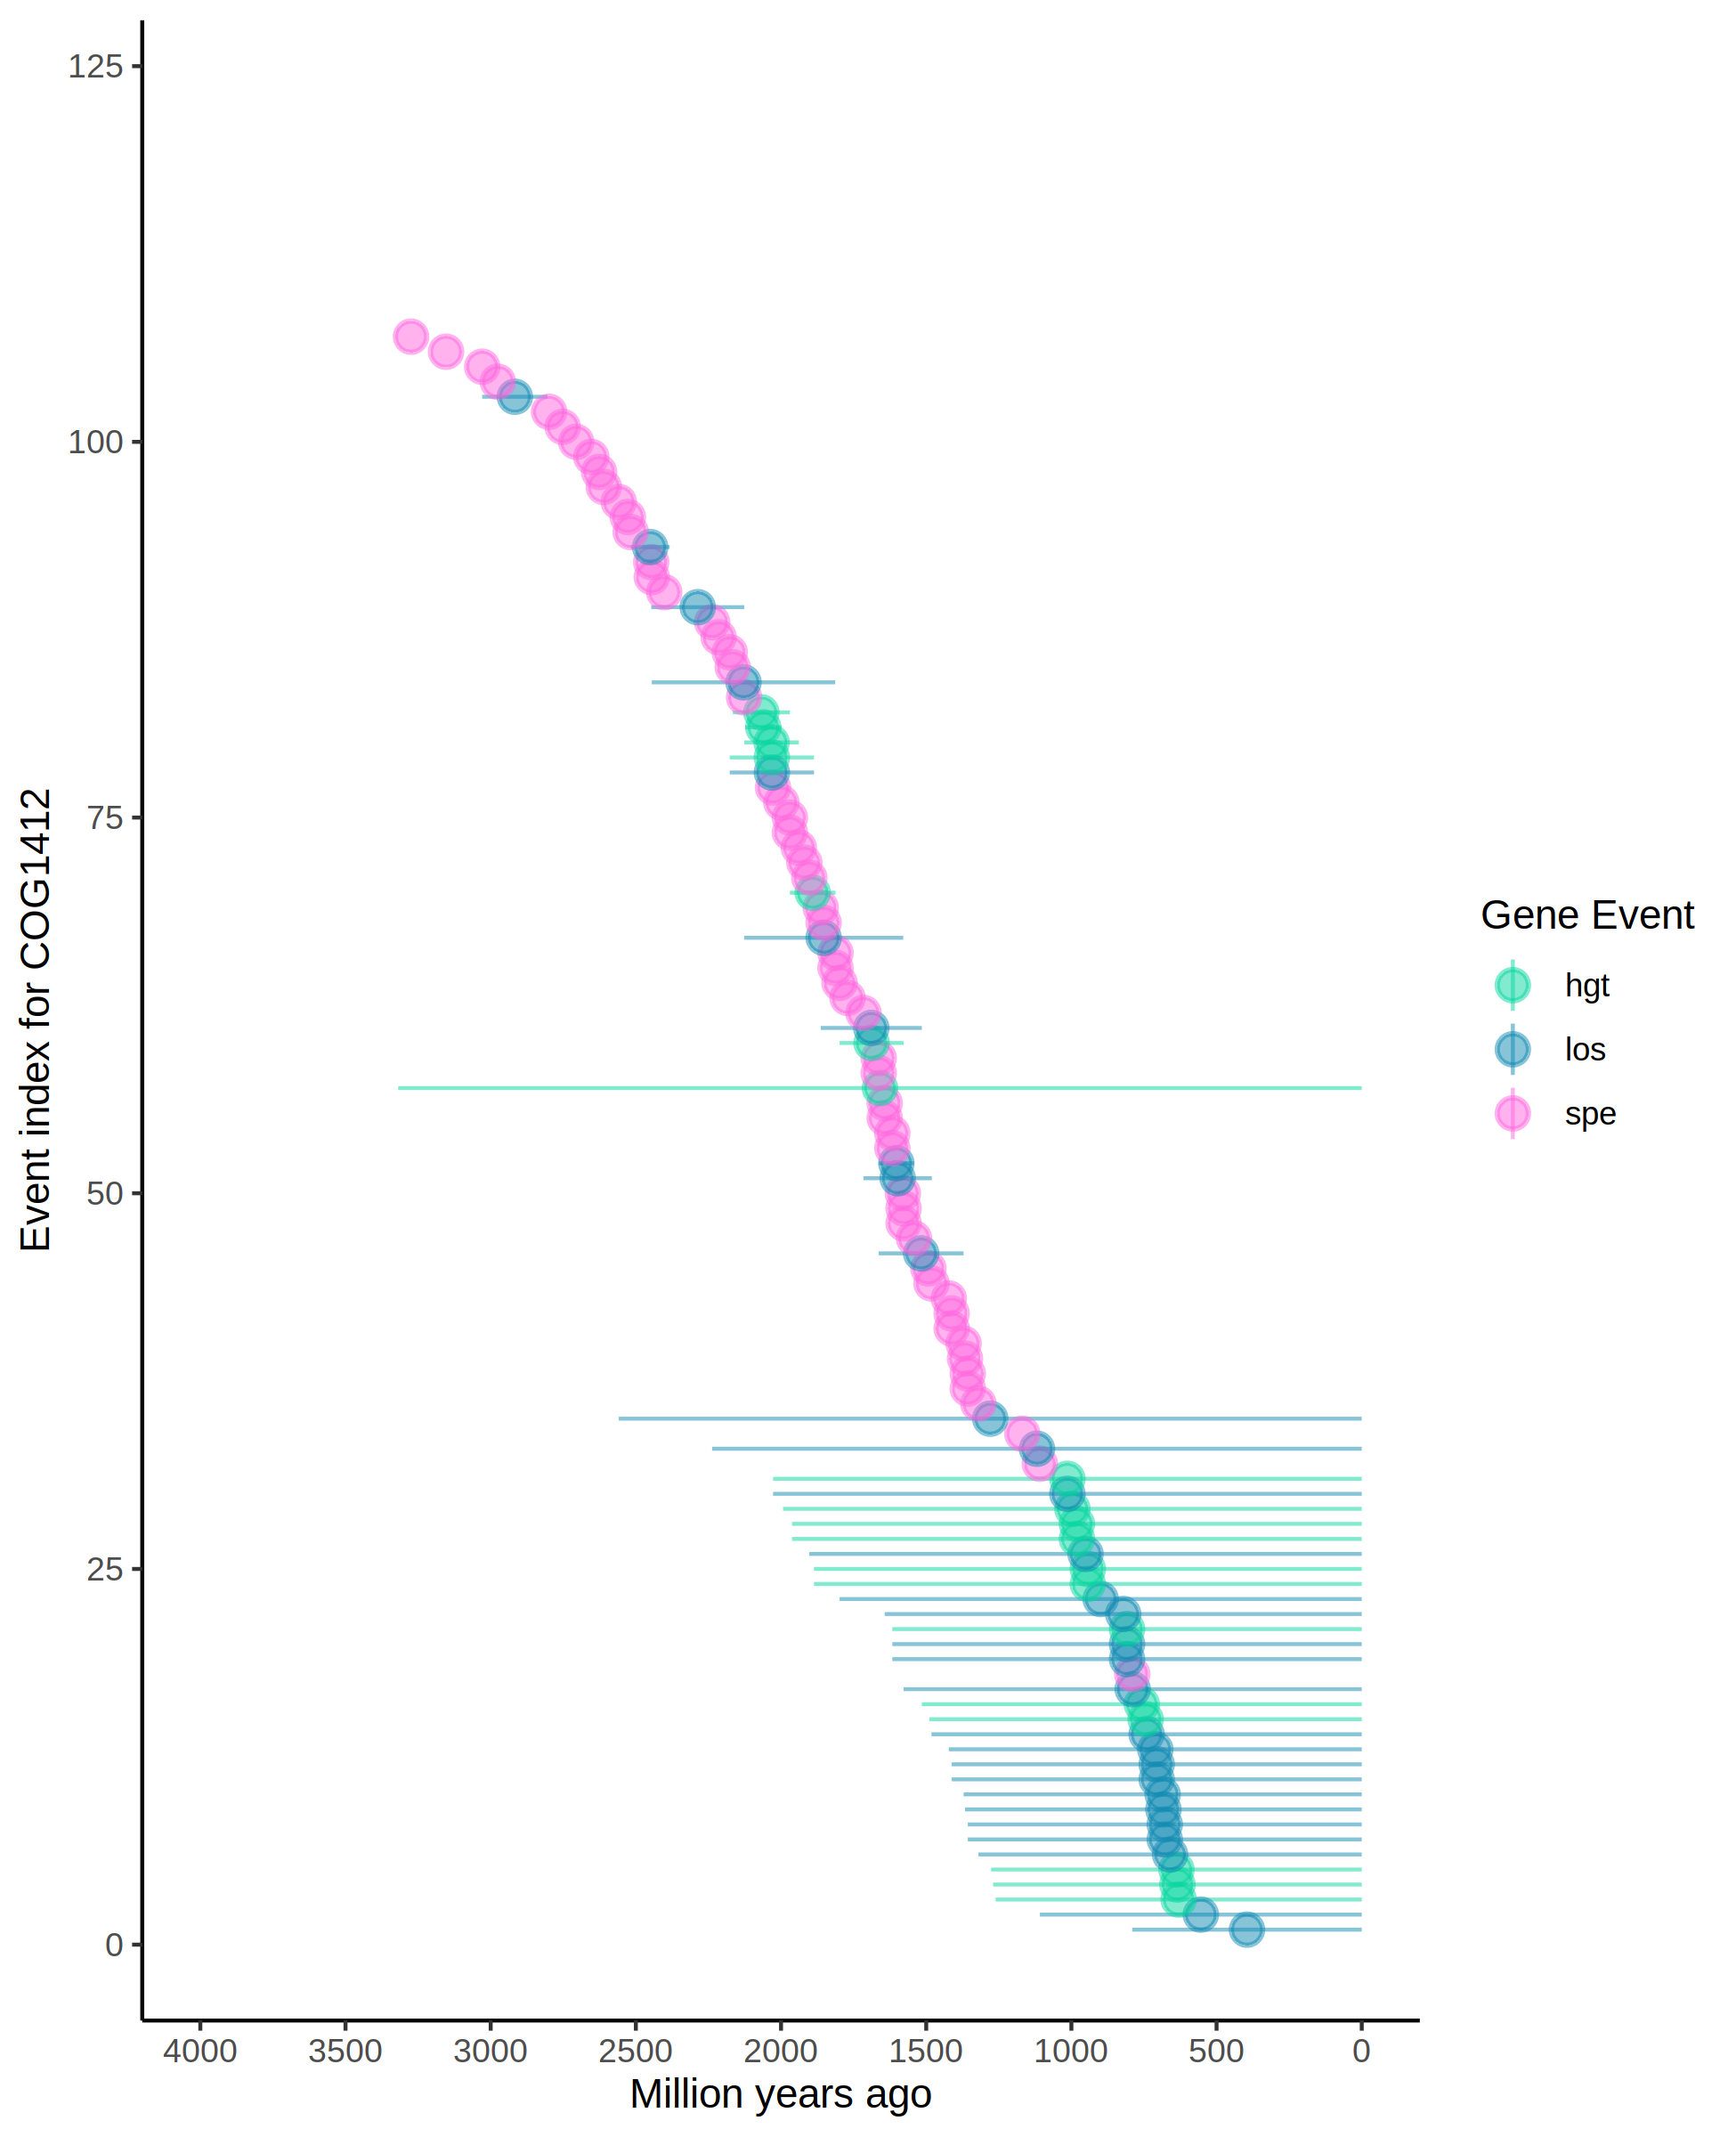 125
100
75
50
25
0
Event index for COG1412
4000 3500 3000 2500 2000 1500 1000 500 0
Million years ago
Gene Event
hgt
los
spe